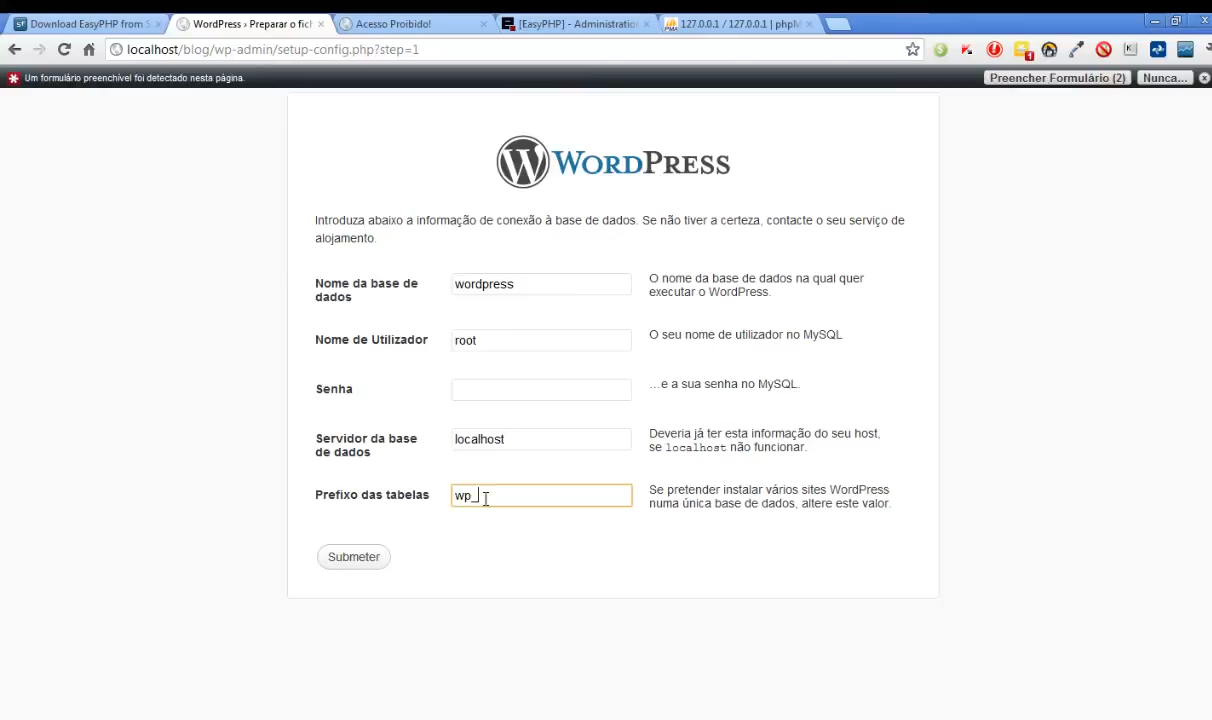 Download EasyPHP from S
WordPress › Preparar o fich
Acesso Proibido!
[EasyPHP] - Administratio
127.0.0.1 / 127.0.0.1 | phpM
localhost/blog/wp-admin/setup-config.php?step=1
Um formulário preenchível foi detectado nesta página.
Preencher Formulário (2)
Nunca...
WORDPRESS
Introduza abaixo a informação de conexão à base de dados. Se não tiver a certeza, contacte o seu serviço de
alojamento.
Nome da base de
dados
wordpress
O nome da base de dados na qual quer
executar o WordPress.
Nome de Utilizador
root
O seu nome de utilizador no MySQL
Senha
…e a sua senha no MySQL.
Servidor da base
de dados
localhost
Deveria já ter esta informação do seu host,
se localhost não funcionar.
Prefixo das tabelas
wp_
Se pretender instalar vários sites WordPress
numa única base de dados, altere este valor.
Submeter